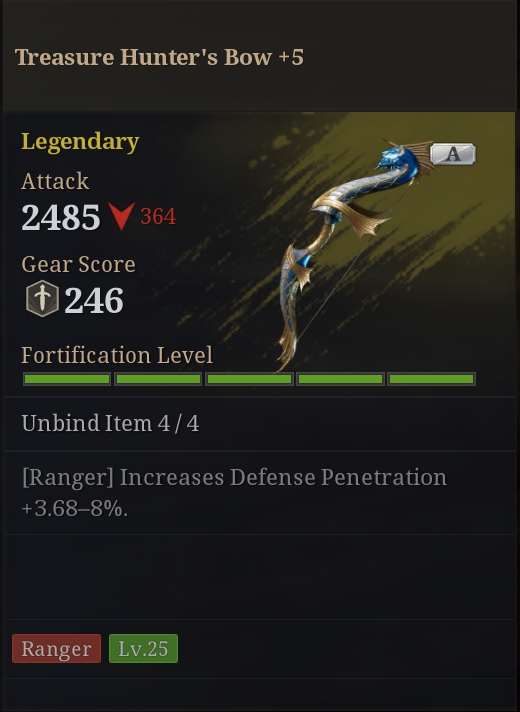 Treasure Hunter's Bow +5
Legendary
A
Attack
2485 364
Gear Score
246
Fortification Level
Unbind Item 4 / 4
[Ranger] Increases Defense Penetration
+3.68–8%.
Ranger Lv.25